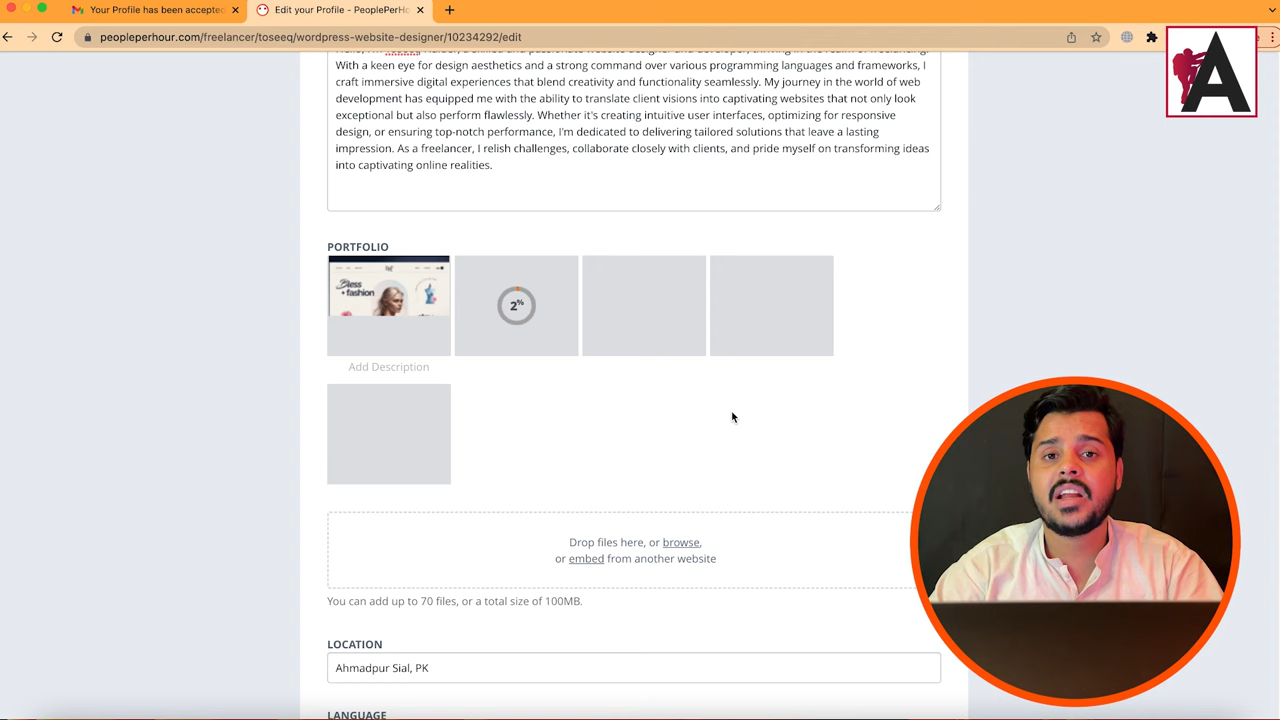 Your Profile has been accepted
Edit your Profile - PeoplePerHo
peopleperhour.com/freelancer/toseeq/wordpress-website-designer/10234292/edit
A
With a keen eye for design aesthetics and a strong command over various programming languages and frameworks, I
craft immersive digital experiences that blend creativity and functionality seamlessly. My journey in the world of web
development has equipped me with the ability to translate client visions into captivating websites that not only look
exceptional but also perform flawlessly. Whether it's creating intuitive user interfaces, optimizing for responsive
design, or ensuring top-notch performance, I'm dedicated to delivering tailored solutions that leave a lasting
impression. As a freelancer, I relish challenges, collaborate closely with clients, and pride myself on transforming ideas
into captivating online realities.
PORTFOLIO
Bless
+ fashion
2%
Add Description
Drop files here, or browse,
or embed from another website
You can add up to 70 files, or a total size of 100MB.
LOCATION
Ahmadpur Sial, PK
LANGUAGE